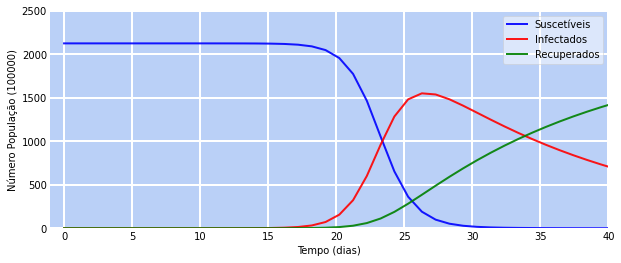 2500
2000
1500
1000
500
0
Número População (100000)
Suscetíveis
Infectados
Recuperados
0 5 10 15 20 25 30 35 40
Tempo (dias)